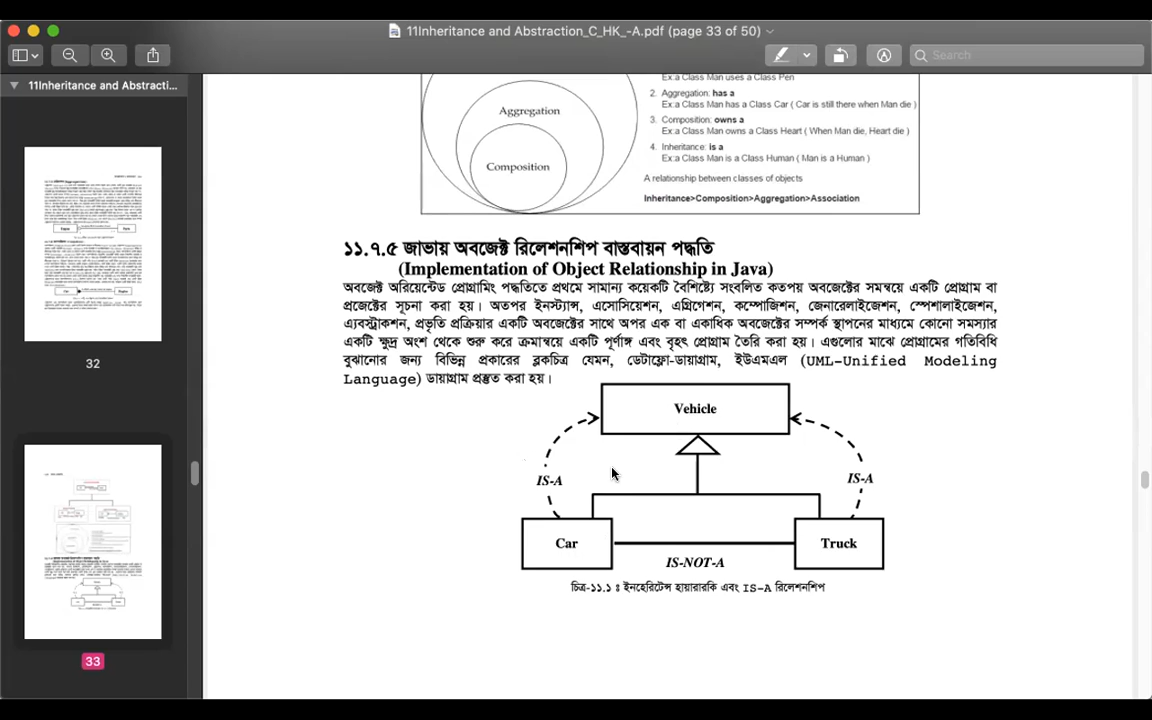 11Inheritance and Abstraction_C_HK_-A.pdf (page 33 of 50)
Search
11Inheritance and Abstracti...
32
33
Ex:a Class Man uses a Class Pen
2. Aggregation: has a
Ex:a Class Man has a Class Car ( Car is still there when Man die )
3. Composition: owns a
Ex:a Class Man owns a Class Heart ( When Man die, Heart die )
4. Inheritance: is a
Ex:a Class Man is a Class Human ( Man is a Human )
A relationship between classes of objects
Inheritance>Composition>Aggregation>Association
Aggregation
Composition
১১.৭.৫ জাভায় অবজেক্ট রিলেশনশিপ বাস্তবায়ন পদ্ধতি
(Implementation of Object Relationship in Java)
অবজেক্ট অরিয়েন্টেড প্রোগ্রামিং পদ্ধতিতে প্রথমে সামান্য কয়েকটি বৈশিষ্ট্যে সংবলিত কতপয় অবজেক্টের সমন্বয়ে একটি প্রোগ্রাম বা
প্রজেক্টের সূচনা করা হয়। অতপর ইনস্ট্যান্স, এসোসিয়েশন, এগ্রিগেশন, কম্পোজিশন, জেনারেলাইজেশন, স্পেশালাইজেশন,
এ্যবস্ট্রাকশন, প্রভৃতি প্রক্রিয়ার একটি অবজেক্টের সাথে অপর এক বা একাধিক অবজেক্টের সম্পর্ক স্থাপনের মাধ্যমে কোনো সমস্যার
একটি ক্ষুদ্র অংশ থেকে শুরু করে ক্রমান্বয়ে একটি পূর্ণাঙ্গ এবং বৃহৎ প্রোগ্রাম তৈরি করা হয়। এগুলোর মাঝে প্রোগ্রামের গতিবিধি
বুঝানোর জন্য বিভিন্ন প্রকারের ব্লকচিত্র যেমন, ডেটাফ্লো-ডায়াগ্রাম, ইউএমএল (UML-Unified Modeling
Language) ডায়াগ্রাম প্রস্তুত করা হয়।
Vehicle
IS-A
IS-A
Car
Truck
IS-NOT-A
চিত্র-১১.১ ঃ ইনহেরিটেন্স হায়ারারকি এবং IS-A রিলেশনশিপ